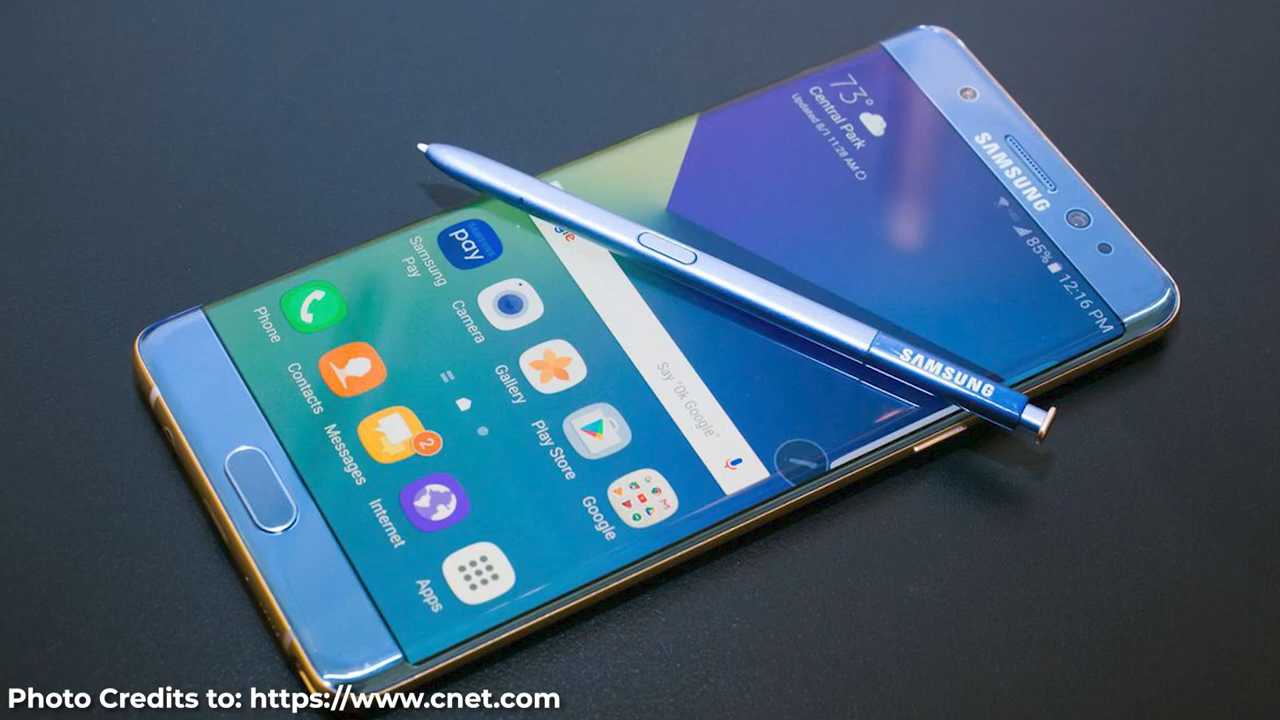 73°
Central Park
Updated 8/1 11:28 AM
SAMSUNG
85%
12:16 PM
Say "Ok Google"
SAMSUNG
pay
Samsung
Pay
Camera
Gallery
Play Store
Google
Phone
Contacts
2
Messages
Internet
Apps
SAMSUNG
Photo Credits to: https://www.cnet.com